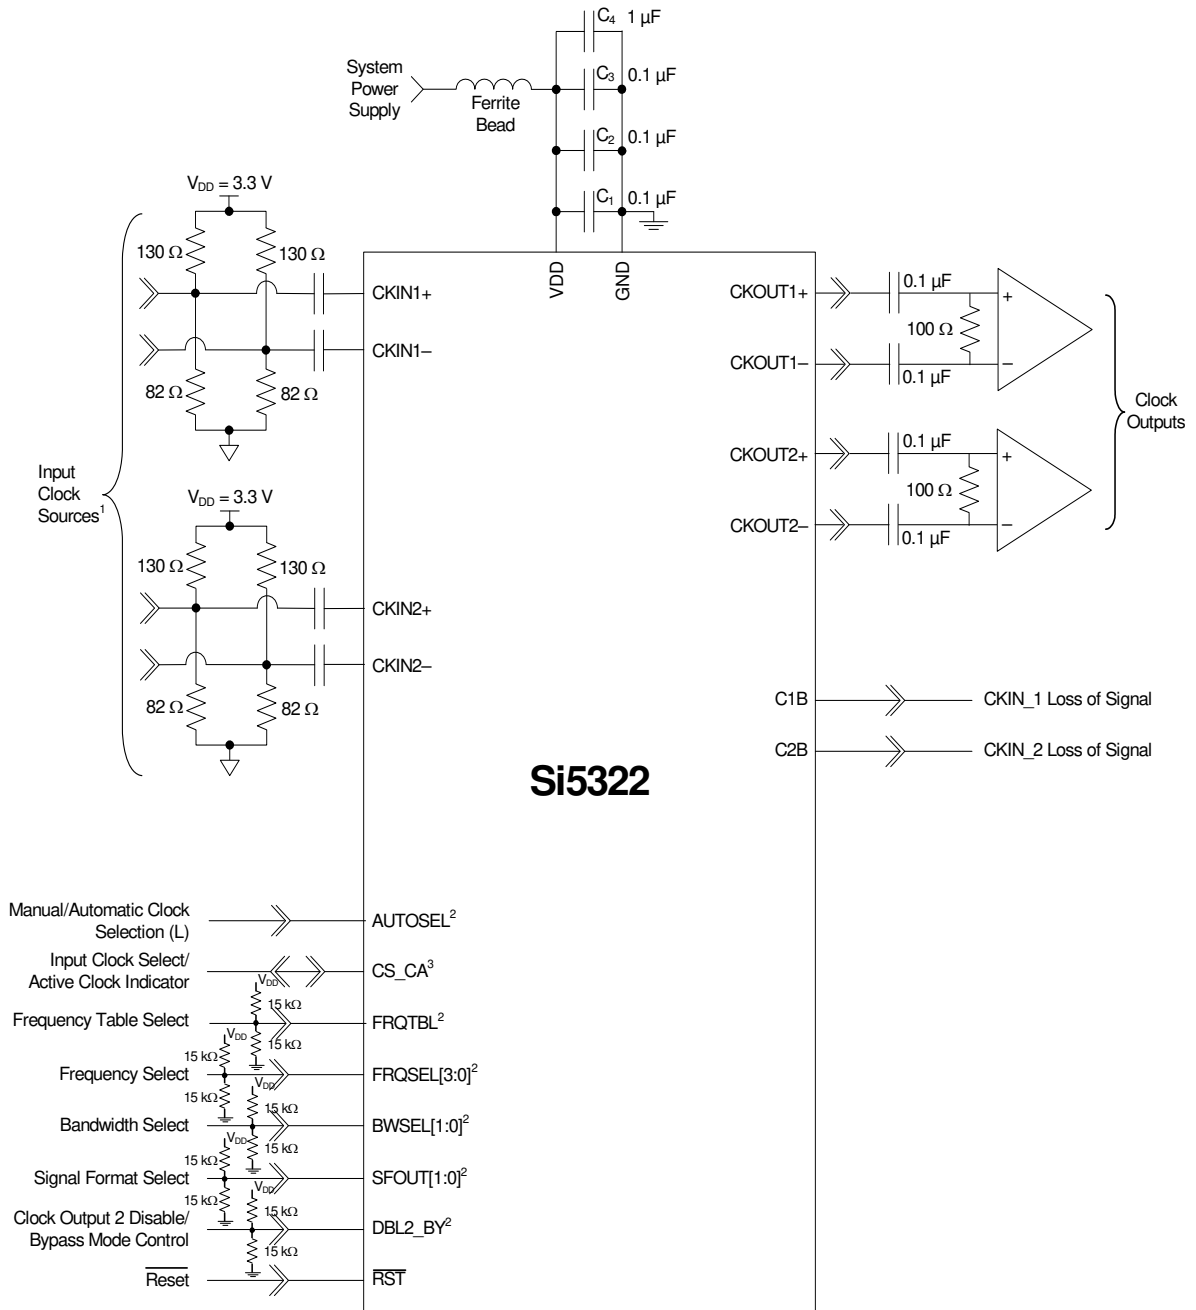 C4 1 µF
System
Power
Supply
Ferrite
Bead
C3 0.1 µF
C2 0.1 µF
C1 0.1 µF
VDD
GND
VDD = 3.3 V
130 Ω
130 Ω
CKIN1+
CKIN1–
82 Ω
82 Ω
Input
Clock
Sources1
VDD = 3.3 V
130 Ω
130 Ω
CKIN2+
CKIN2–
82 Ω
82 Ω
CKOUT1+
0.1 µF
+
100 Ω
CKOUT1–
–
0.1 µF
CKOUT2+
0.1 µF
+
100 Ω
CKOUT2–
–
0.1 µF
Clock
Outputs
C1B
CKIN_1 Loss of Signal
C2B
CKIN_2 Loss of Signal
Si5322
Manual/Automatic Clock
Selection (L)
AUTOSEL2
Input Clock Select/
Active Clock Indicator
CS_CA3
VDD
15 kΩ
Frequency Table Select
FRQTBL2
15 kΩ
VDD
15 kΩ
Frequency Select
FRQSEL[3:0]2
15 kΩ
VDD
15 kΩ
Bandwidth Select
BWSEL[1:0]2
15 kΩ
VDD
15 kΩ
Signal Format Select
SFOUT[1:0]2
15 kΩ
VDD
15 kΩ
Clock Output 2 Disable/
Bypass Mode Control
DBL2_BY2
15 kΩ
Reset
RST